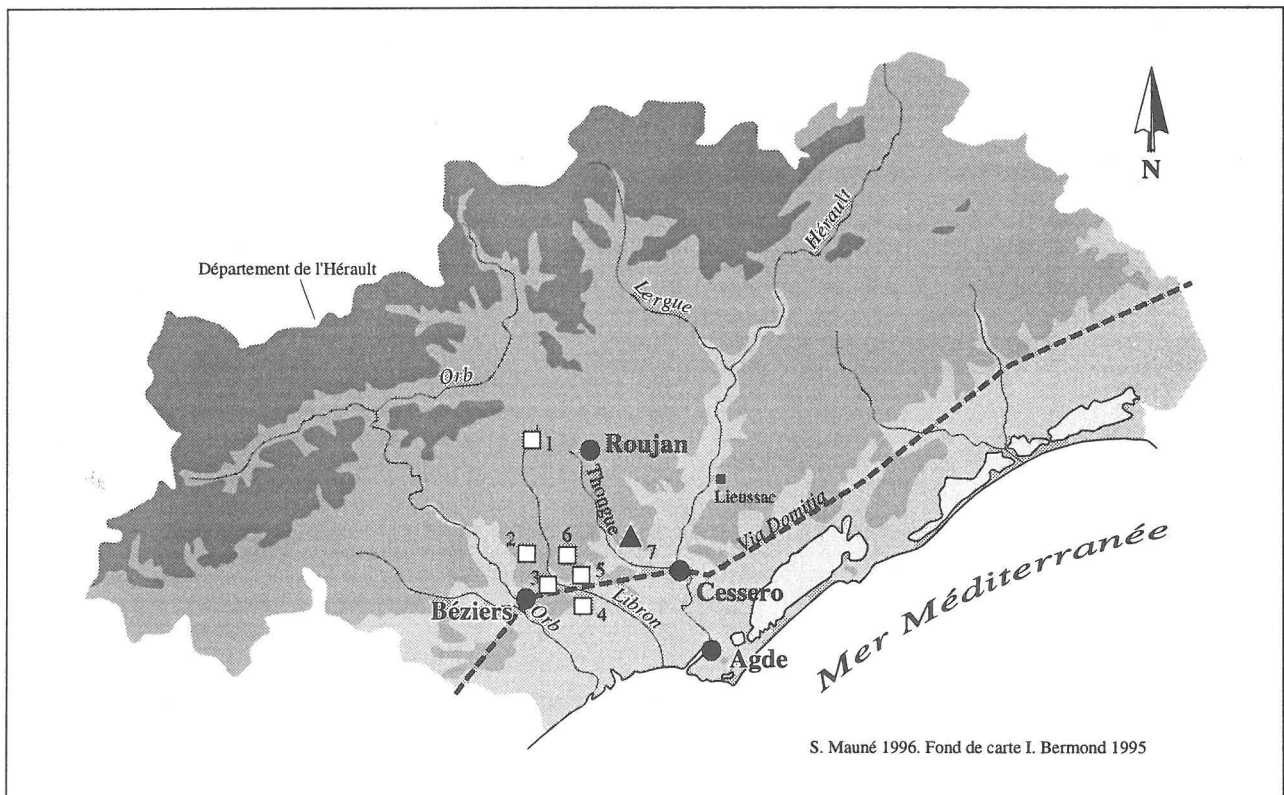 N
Département de l'Hérault
Hérault
Lergue
Orb
1
Roujan
Thongue
Lieussac
Via Domitia
2
6
7
5
3
Cessero
Béziers
Orb
4
Libron
Agde
Mer Méditerranée
S. Mauné 1996. Fond de carte I. Bermond 1995